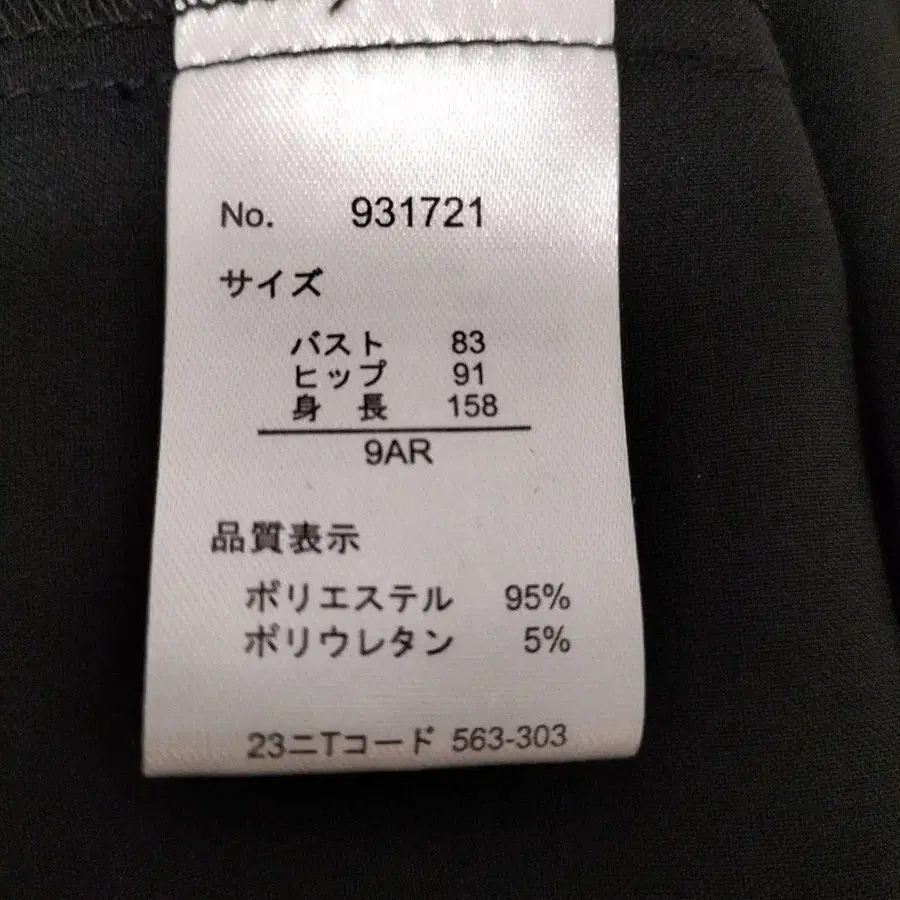 No. 931721
サイズ
バスト 83
ヒップ 91
身 長 158
9AR
品質表示
ポリエステル 95%
ポリウレタン 5%
23ニTコード 563-303